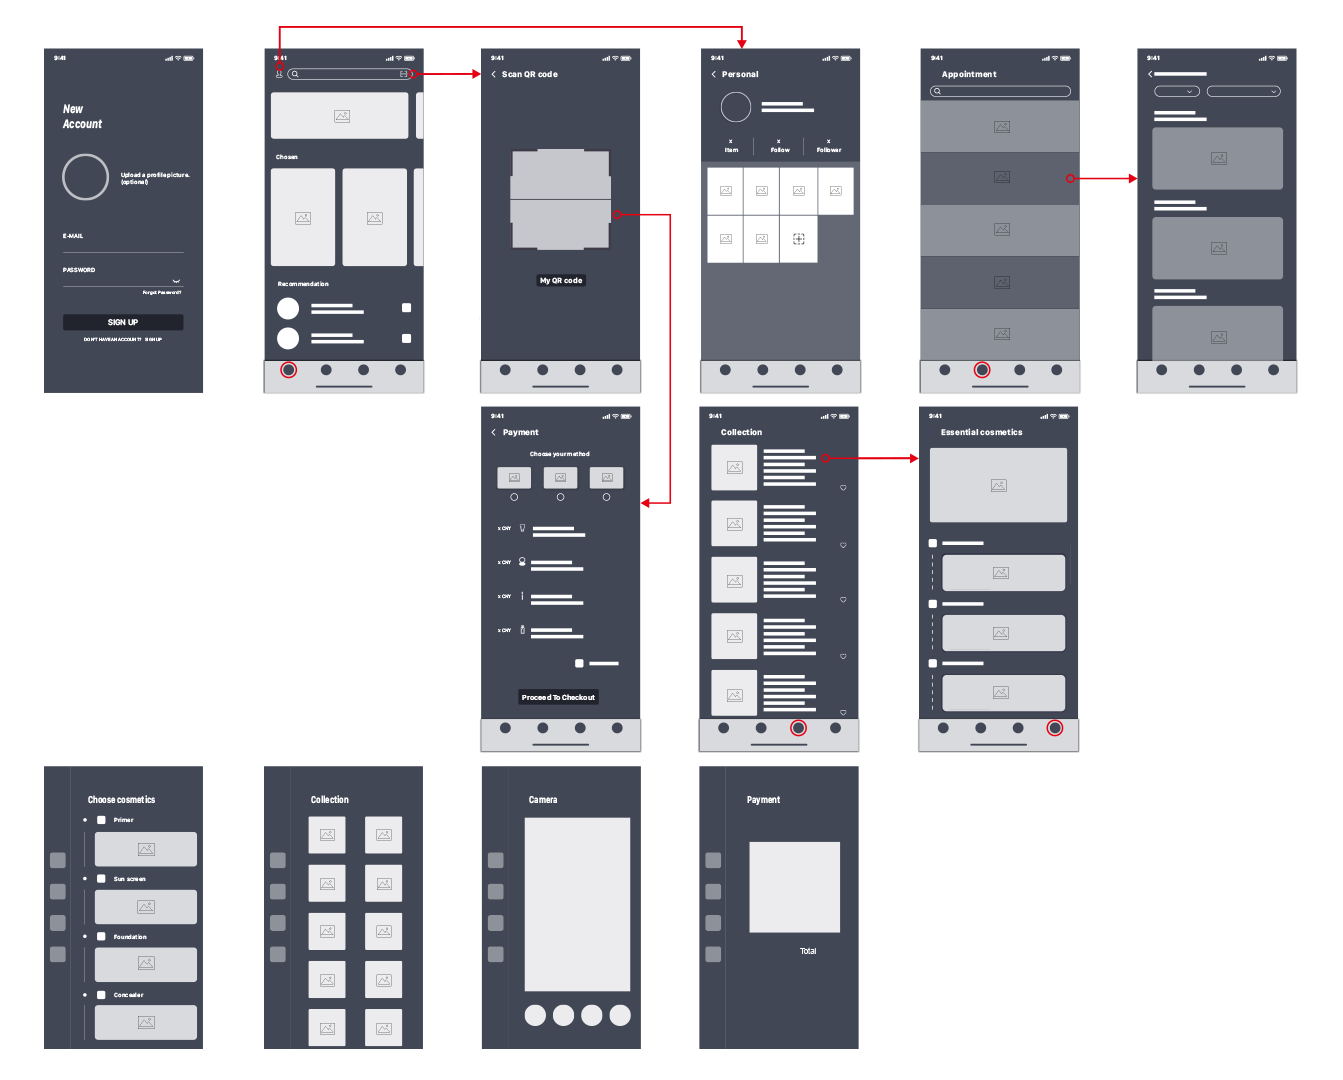 9:41
New
Account
Upload a profile picture.
(optional)
E-MAIL
PASSWORD
Forgot Password?
SIGN UP
DON'T HAVE AN ACCOUNT? SIGN UP
9:41
Chosen
Recommendation
9:41
Scan QR code
My QR code
9:41
Personal
x
Item
x
Follow
x
Follower
9:41
Appointment
9:41
9:41
Payment
Choose your method
x CNY
x CNY
x CNY
x CNY
Proceed To Checkout
9:41
Collection
9:41
Essential cosmetics
Choose cosmetics
Primer
Sun screen
Foundation
Concealer
Collection
Camera
Payment
Total